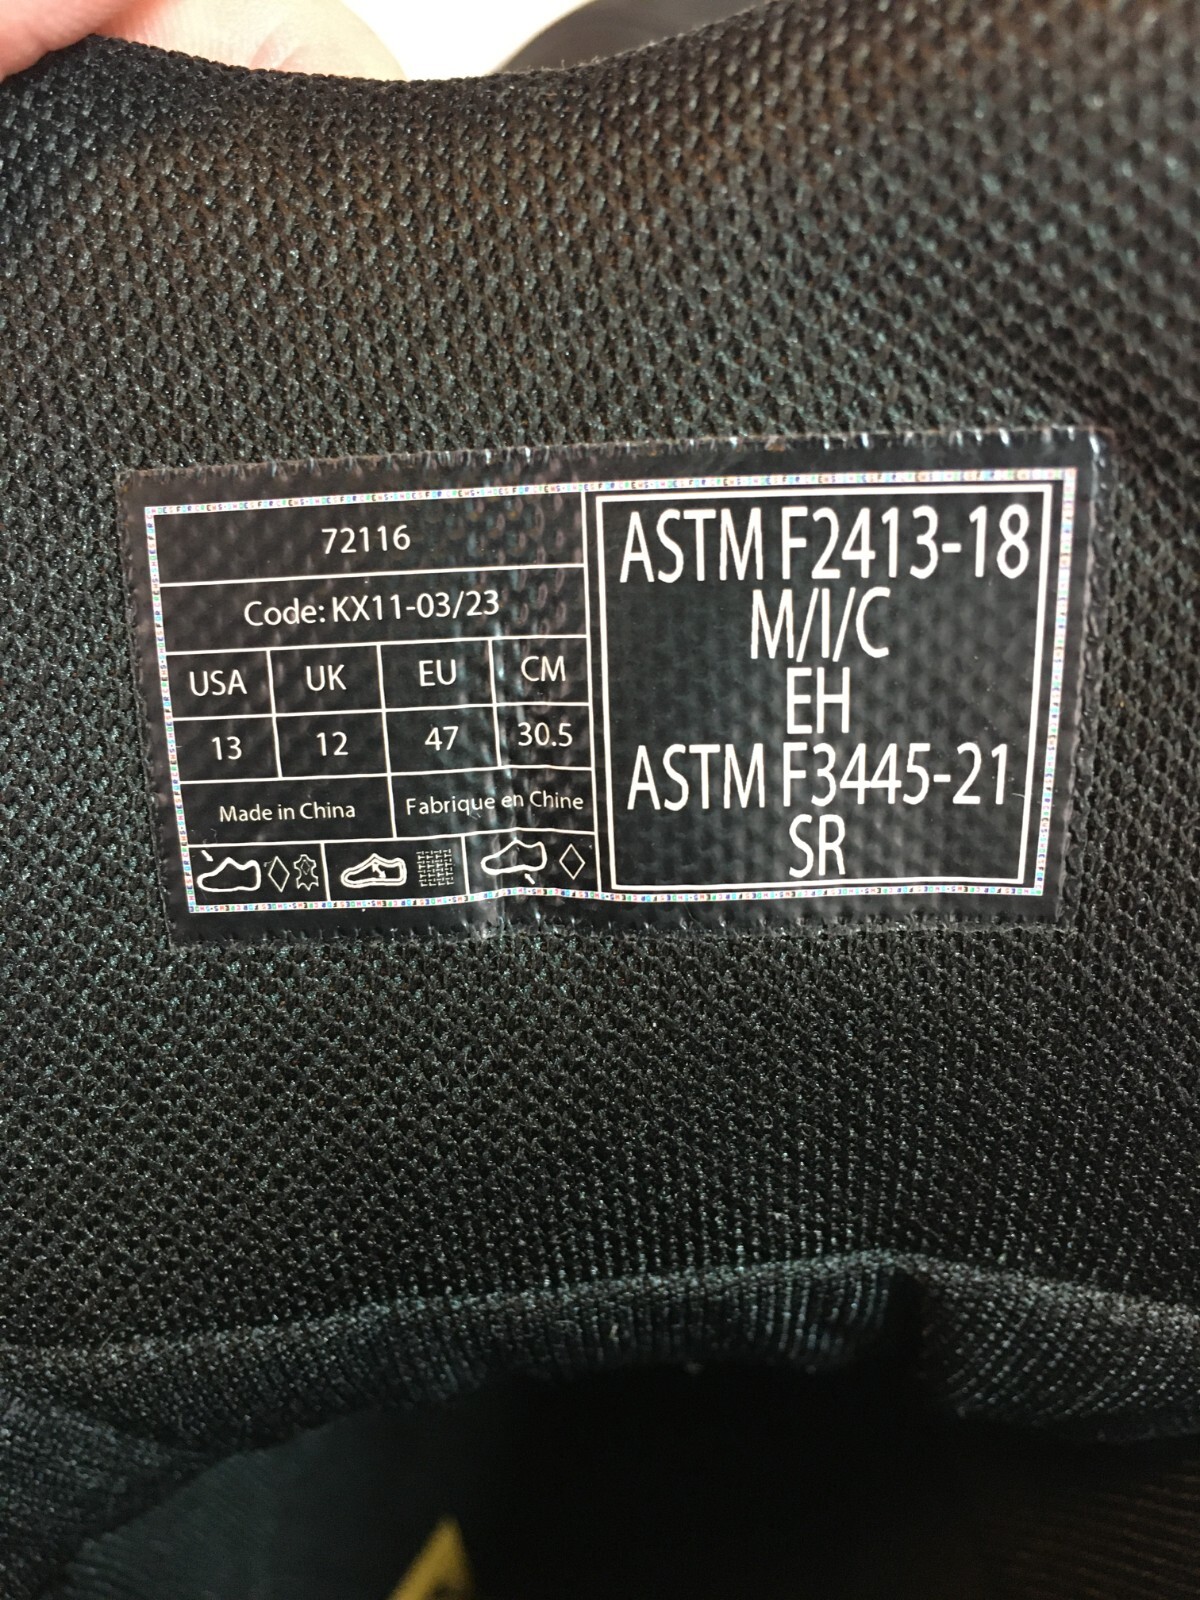 72116
Code: KX11-03/23
USA UK EU CM
13 12 47 30.5
Made in China Fabrique en Chine
ASTM F2413-18
M/I/C
EH
ASTM F3445-21
SR